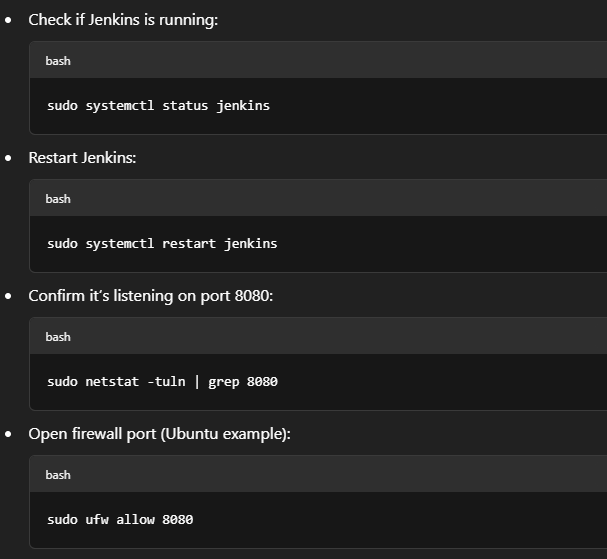 Check if Jenkins is running:
bash
sudo systemctl status jenkins
Restart Jenkins:
bash
sudo systemctl restart jenkins
Confirm it's listening on port 8080:
bash
sudo netstat -tuln | grep 8080
Open firewall port (Ubuntu example):
bash
sudo ufw allow 8080